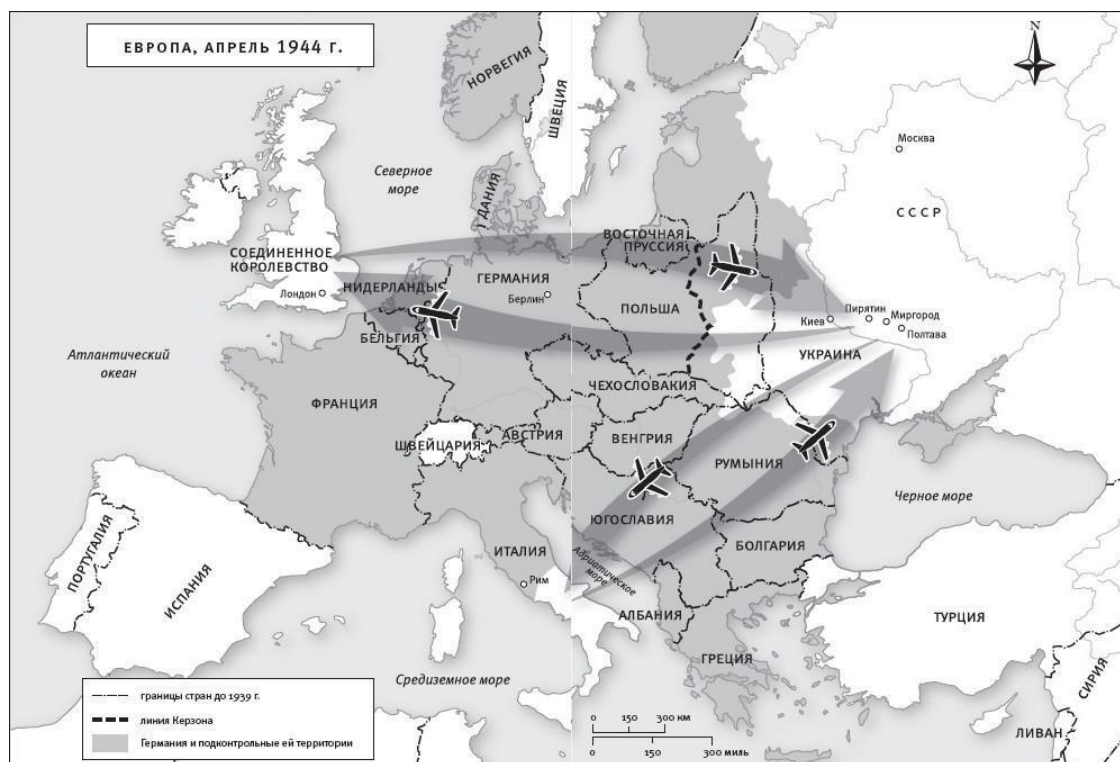 ЕВРОПА, АПРЕЛЬ 1944 Г.
N
НОРВЕГИЯ
ШВЕЦИЯ
Москва
Северное
море
ДАНИЯ
СССР
ВОСТОЧНАЯ
ПРУССИЯ
СОЕДИНЕННОЕ
КОРОЛЕВСТВО
Лондон
НИДЕРЛАНДЫ
ГЕРМАНИЯ
Берлин
ПОЛЬША
Киев
Пирятин
Миргород
Полтава
БЕЛЬГИЯ
УКРАИНА
Атлантический
океан
ЧЕХОСЛОВАКИЯ
ФРАНЦИЯ
ШВЕЙЦАРИЯ
АВСТРИЯ
ВЕНГРИЯ
РУМЫНИЯ
Черное море
ЮГОСЛАВИЯ
ПОРТУГАЛИЯ
ИСПАНИЯ
ИТАЛИЯ
Рим
Адриатическое
море
БОЛГАРИЯ
АЛБАНИЯ
ТУРЦИЯ
ГРЕЦИЯ
Средиземное море
СИРИЯ
ЛИВАН
границы стран до 1939 г.
линия Керзона
Германия и подконтрольные ей территории
0 150 300 км
0 150 300 миль